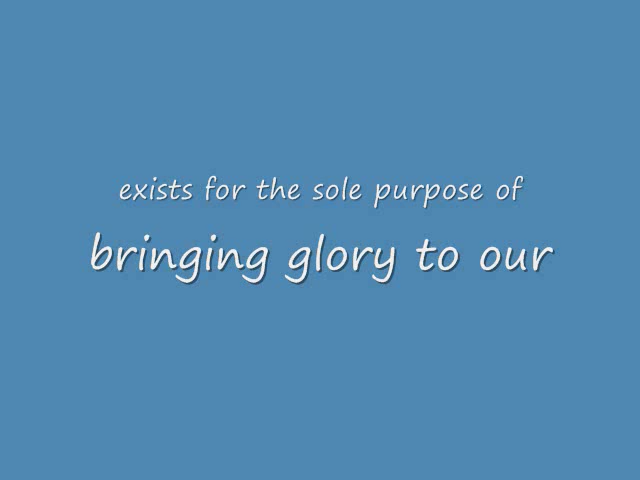 exists for the sole purpose of
bringing glory to our